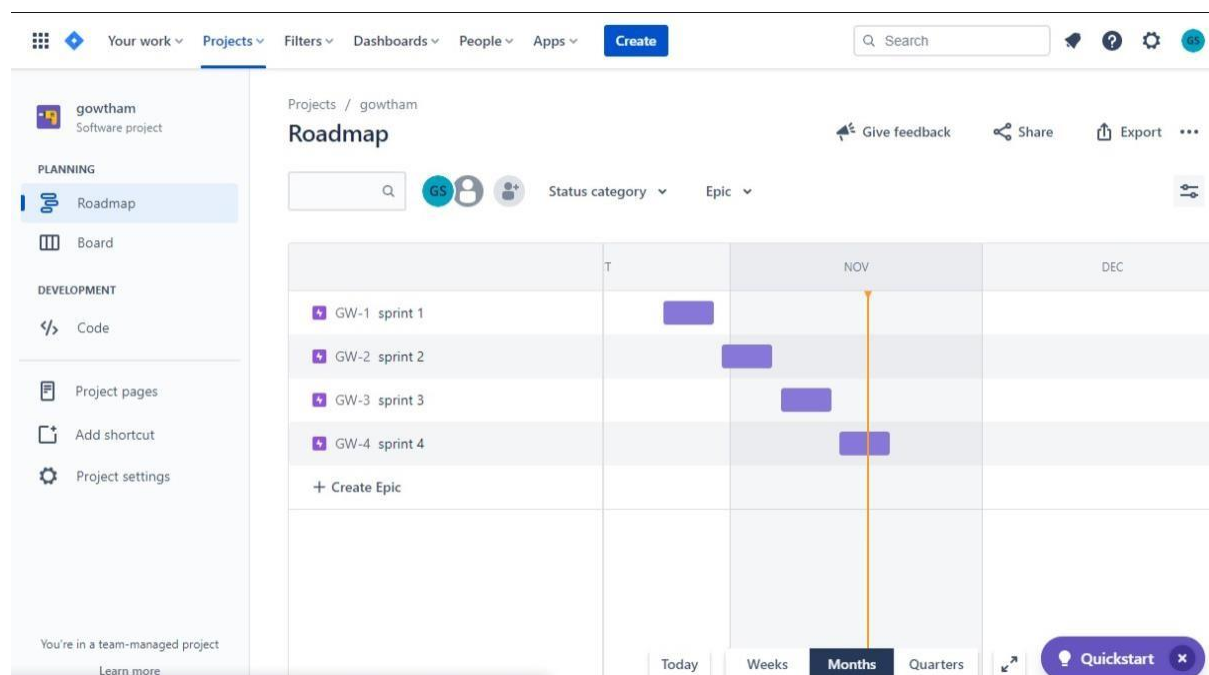 Your work Projects Filters Dashboards People Apps Create Search GS
gowtham
Software project
PLANNING
Roadmap
Board
DEVELOPMENT
Code
Project pages
Add shortcut
Project settings
You're in a team-managed project
Learn more
Projects / gowtham
Roadmap
Give feedback Share Export
GS Status category Epic
T NOV DEC
GW-1 sprint 1
GW-2 sprint 2
GW-3 sprint 3
GW-4 sprint 4
+ Create Epic
Today Weeks Months Quarters Quickstart